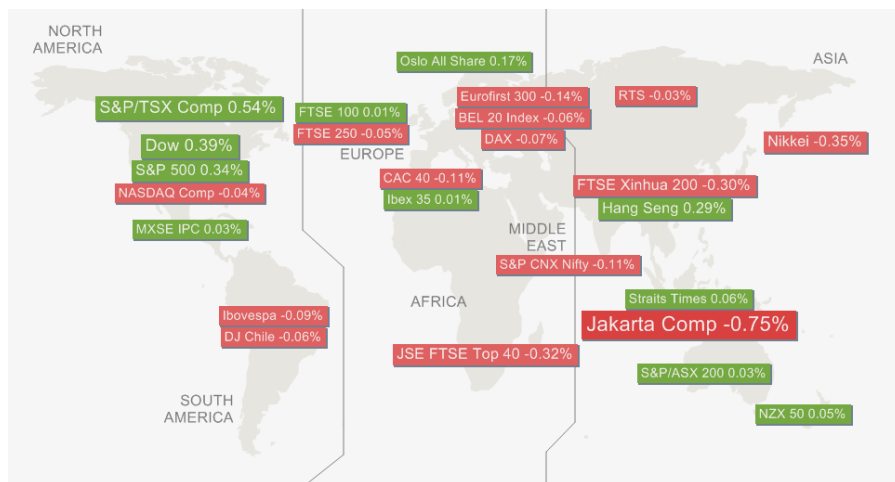 NORTH
AMERICA
S&P/TSX Comp 0.54%
Dow 0.39%
S&P 500 0.34%
NASDAQ Comp -0.04%
MXSE IPC 0.03%
Ibovespa -0.09%
DJ Chile -0.06%
SOUTH
AMERICA
Oslo All Share 0.17%
Eurofirst 300 -0.14%
FTSE 100 0.01%
BEL 20 Index -0.06%
FTSE 250 -0.05%
DAX -0.07%
EUROPE
CAC 40 -0.11%
Ibex 35 0.01%
MIDDLE
EAST
S&P CNX Nifty -0.11%
AFRICA
JSE FTSE Top 40 -0.32%
ASIA
RTS -0.03%
Nikkei -0.35%
FTSE Xinhua 200 -0.30%
Hang Seng 0.29%
Straits Times 0.06%
Jakarta Comp -0.75%
S&P/ASX 200 0.03%
NZX 50 0.05%